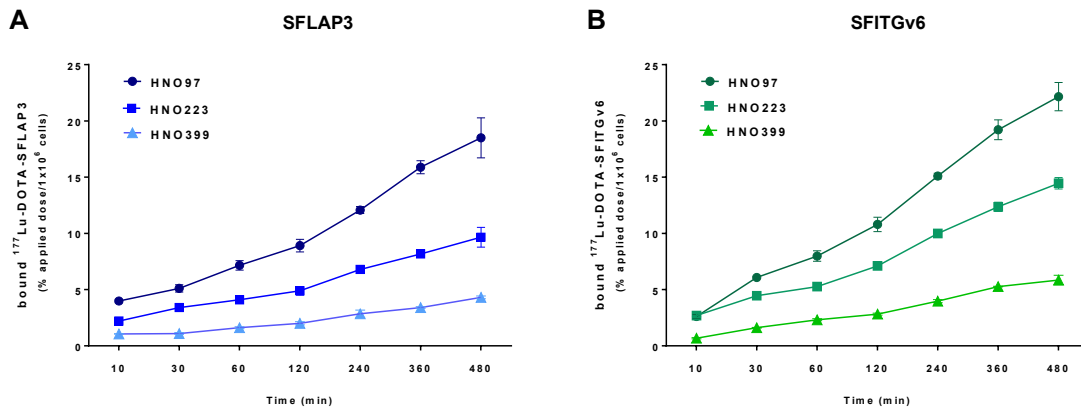 A
SFLAP3
25
20
15
10
5
0
bound ¹⁷⁷Lu-DOTA-SFLAP3
(% applied dose/1x10⁶ cells)
HNO97
HNO223
HNO399
10 30 60 120 240 360 480
Time (min)
B
SFITGv6
25
20
15
10
5
0
bound ¹⁷⁷Lu-DOTA-SFITGv6
(% applied dose/1x10⁶ cells)
HNO97
HNO223
HNO399
10 30 60 120 240 360 480
Time (min)